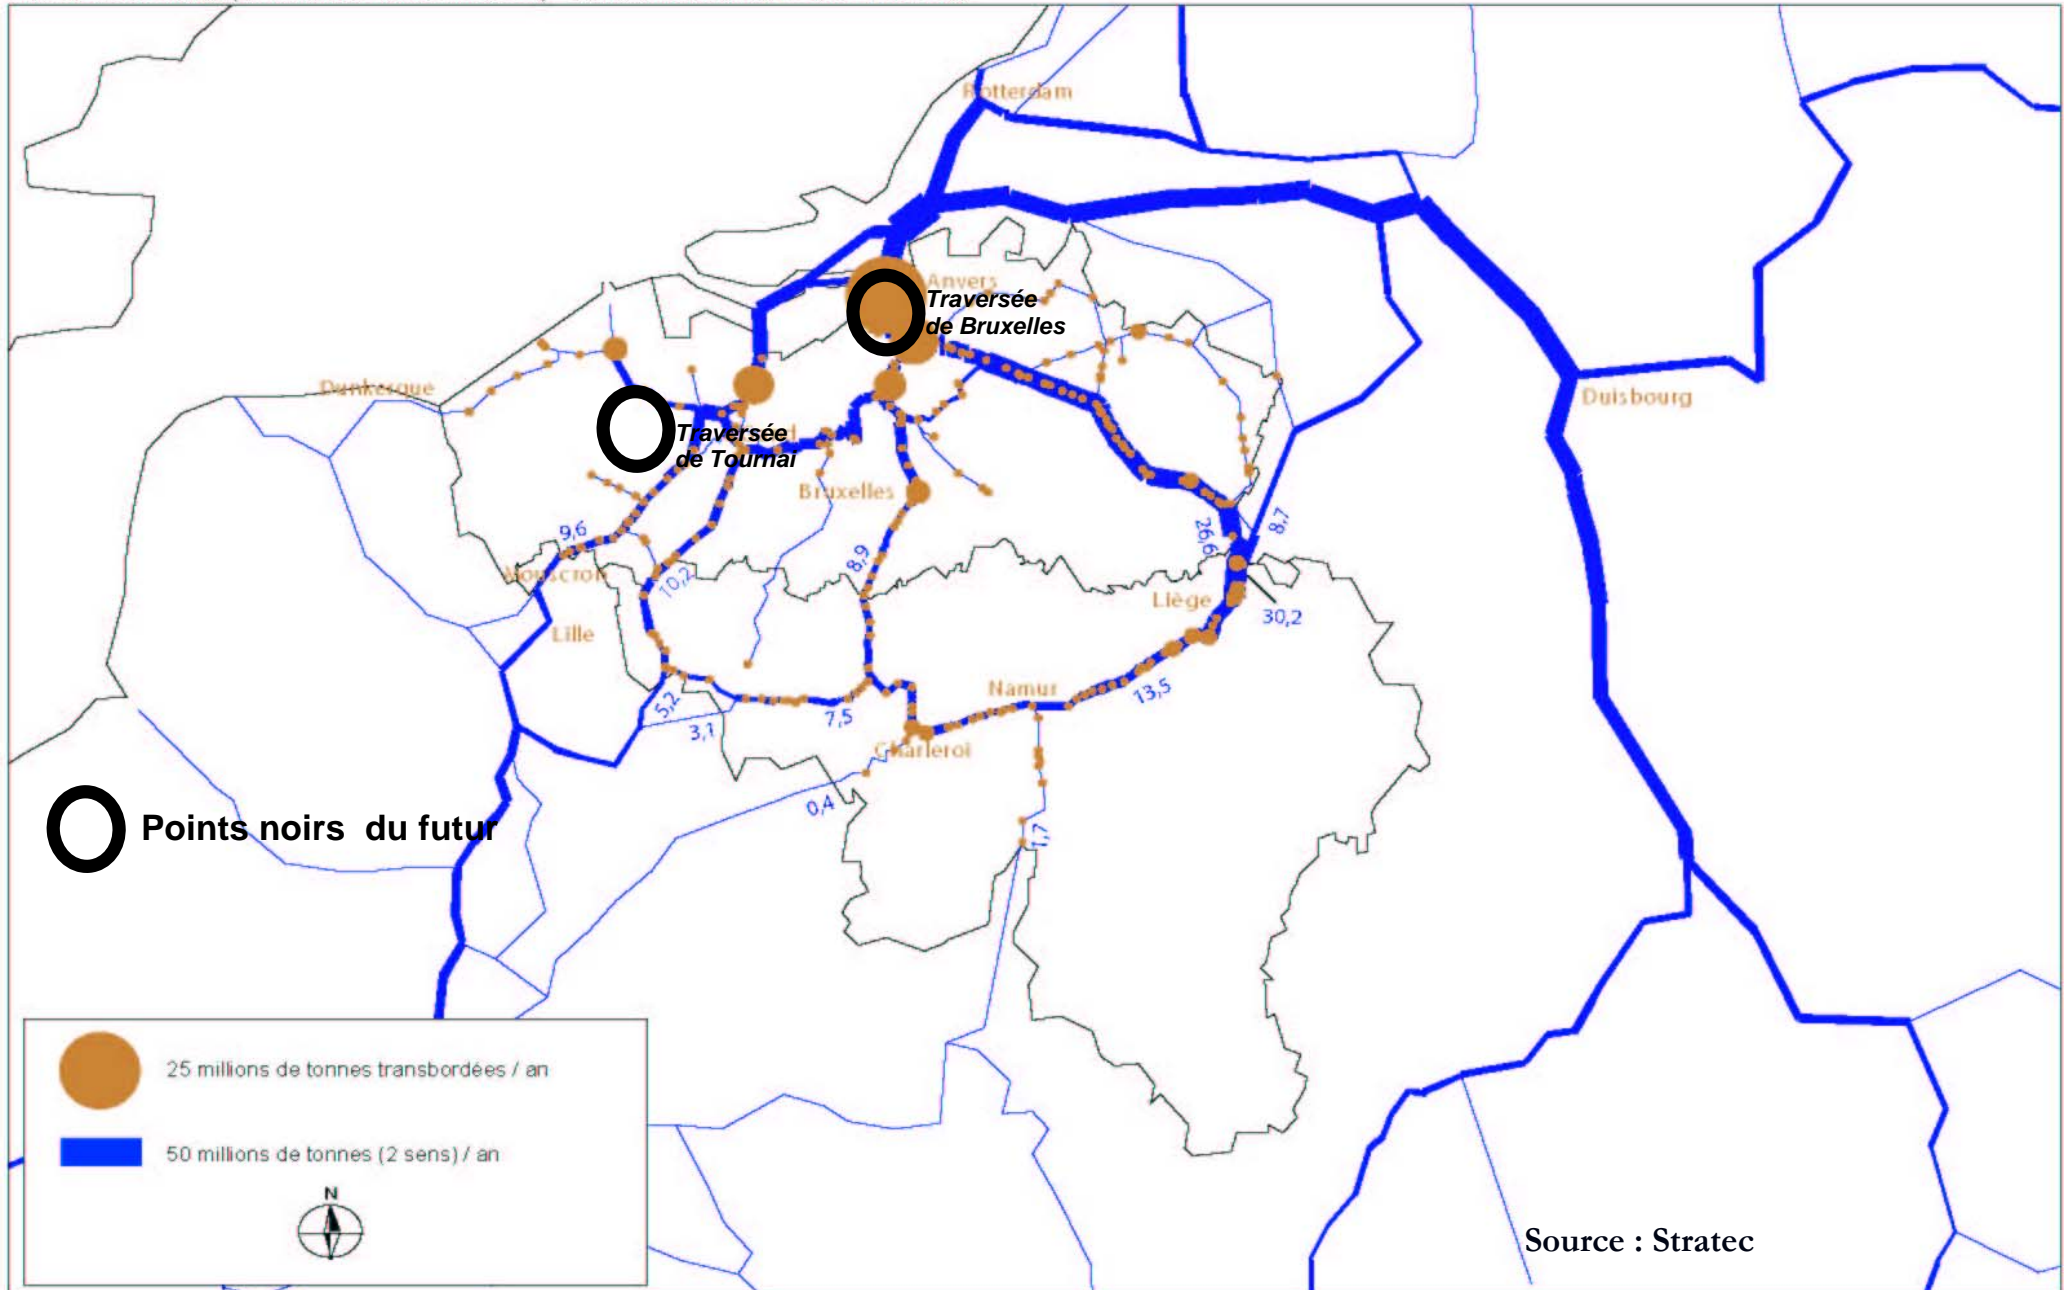 Rotterdam
Anvers
Traversée
de Bruxelles
Dunkerque
Duisbourg
Traversée
de Tournai
Bruxelles
9,6
26,6
8,7
8,9
Mouscron
10,2
Liège
30,2
Lille
Namur
13,5
5,2
3,1
7,5
Charleroi
0,4
1,7
Points noirs du futur
25 millions de tonnes transbordées / an
50 millions de tonnes (2 sens) / an
N
Source : Stratec